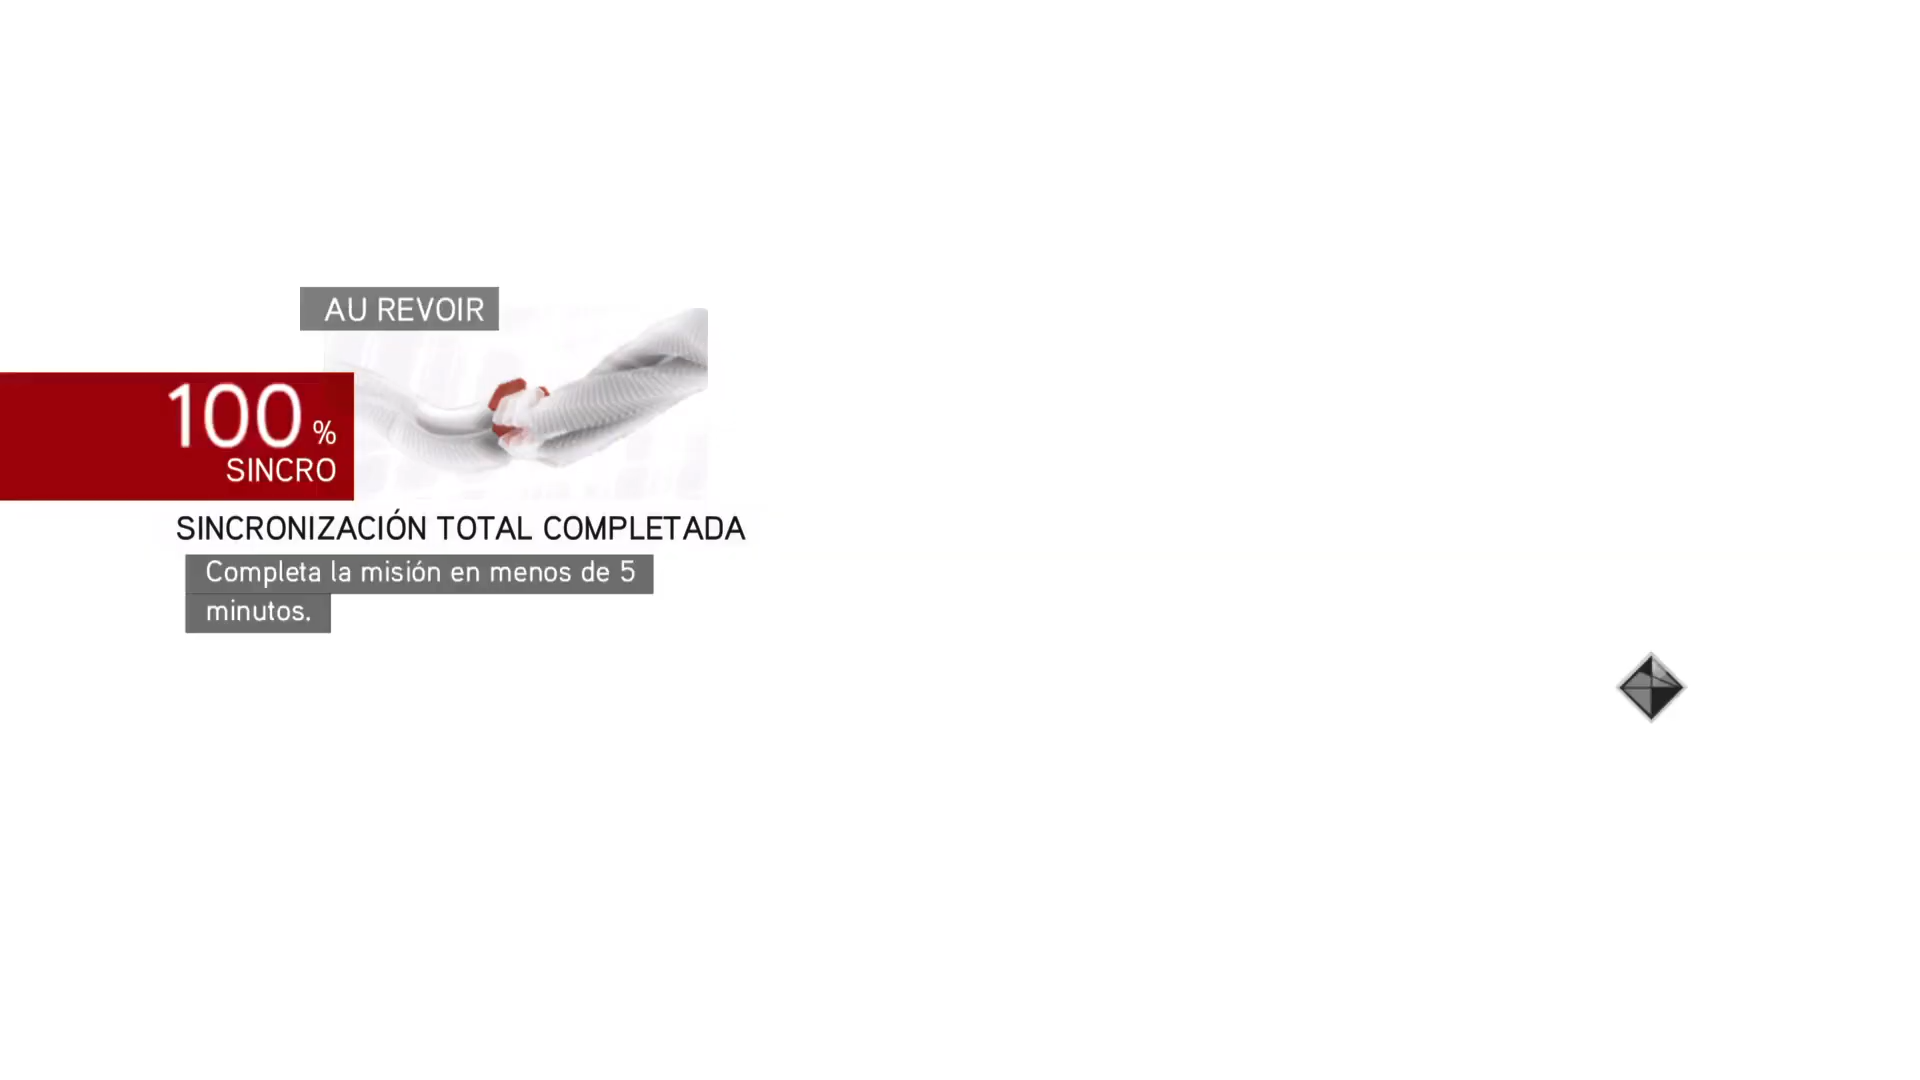 AU REVOIR
100 %
SINCRO
SINCRONIZACIÓN TOTAL COMPLETADA
Completa la misión en menos de 5
minutos.